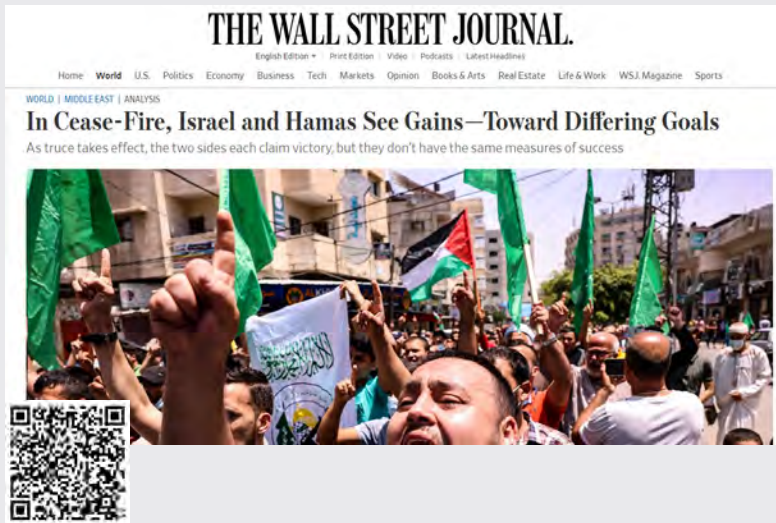 THE WALL STREET JOURNAL.
English Edition Print Edition Video Podcasts Latest Headlines
Home World U.S. Politics Economy Business Tech Markets Opinion Books & Arts Real Estate Life & Work WSJ. Magazine Sports
WORLD | MIDDLE EAST | ANALYSIS
In Cease-Fire, Israel and Hamas See Gains—Toward Differing Goals
As truce takes effect, the two sides each claim victory, but they don't have the same measures of success